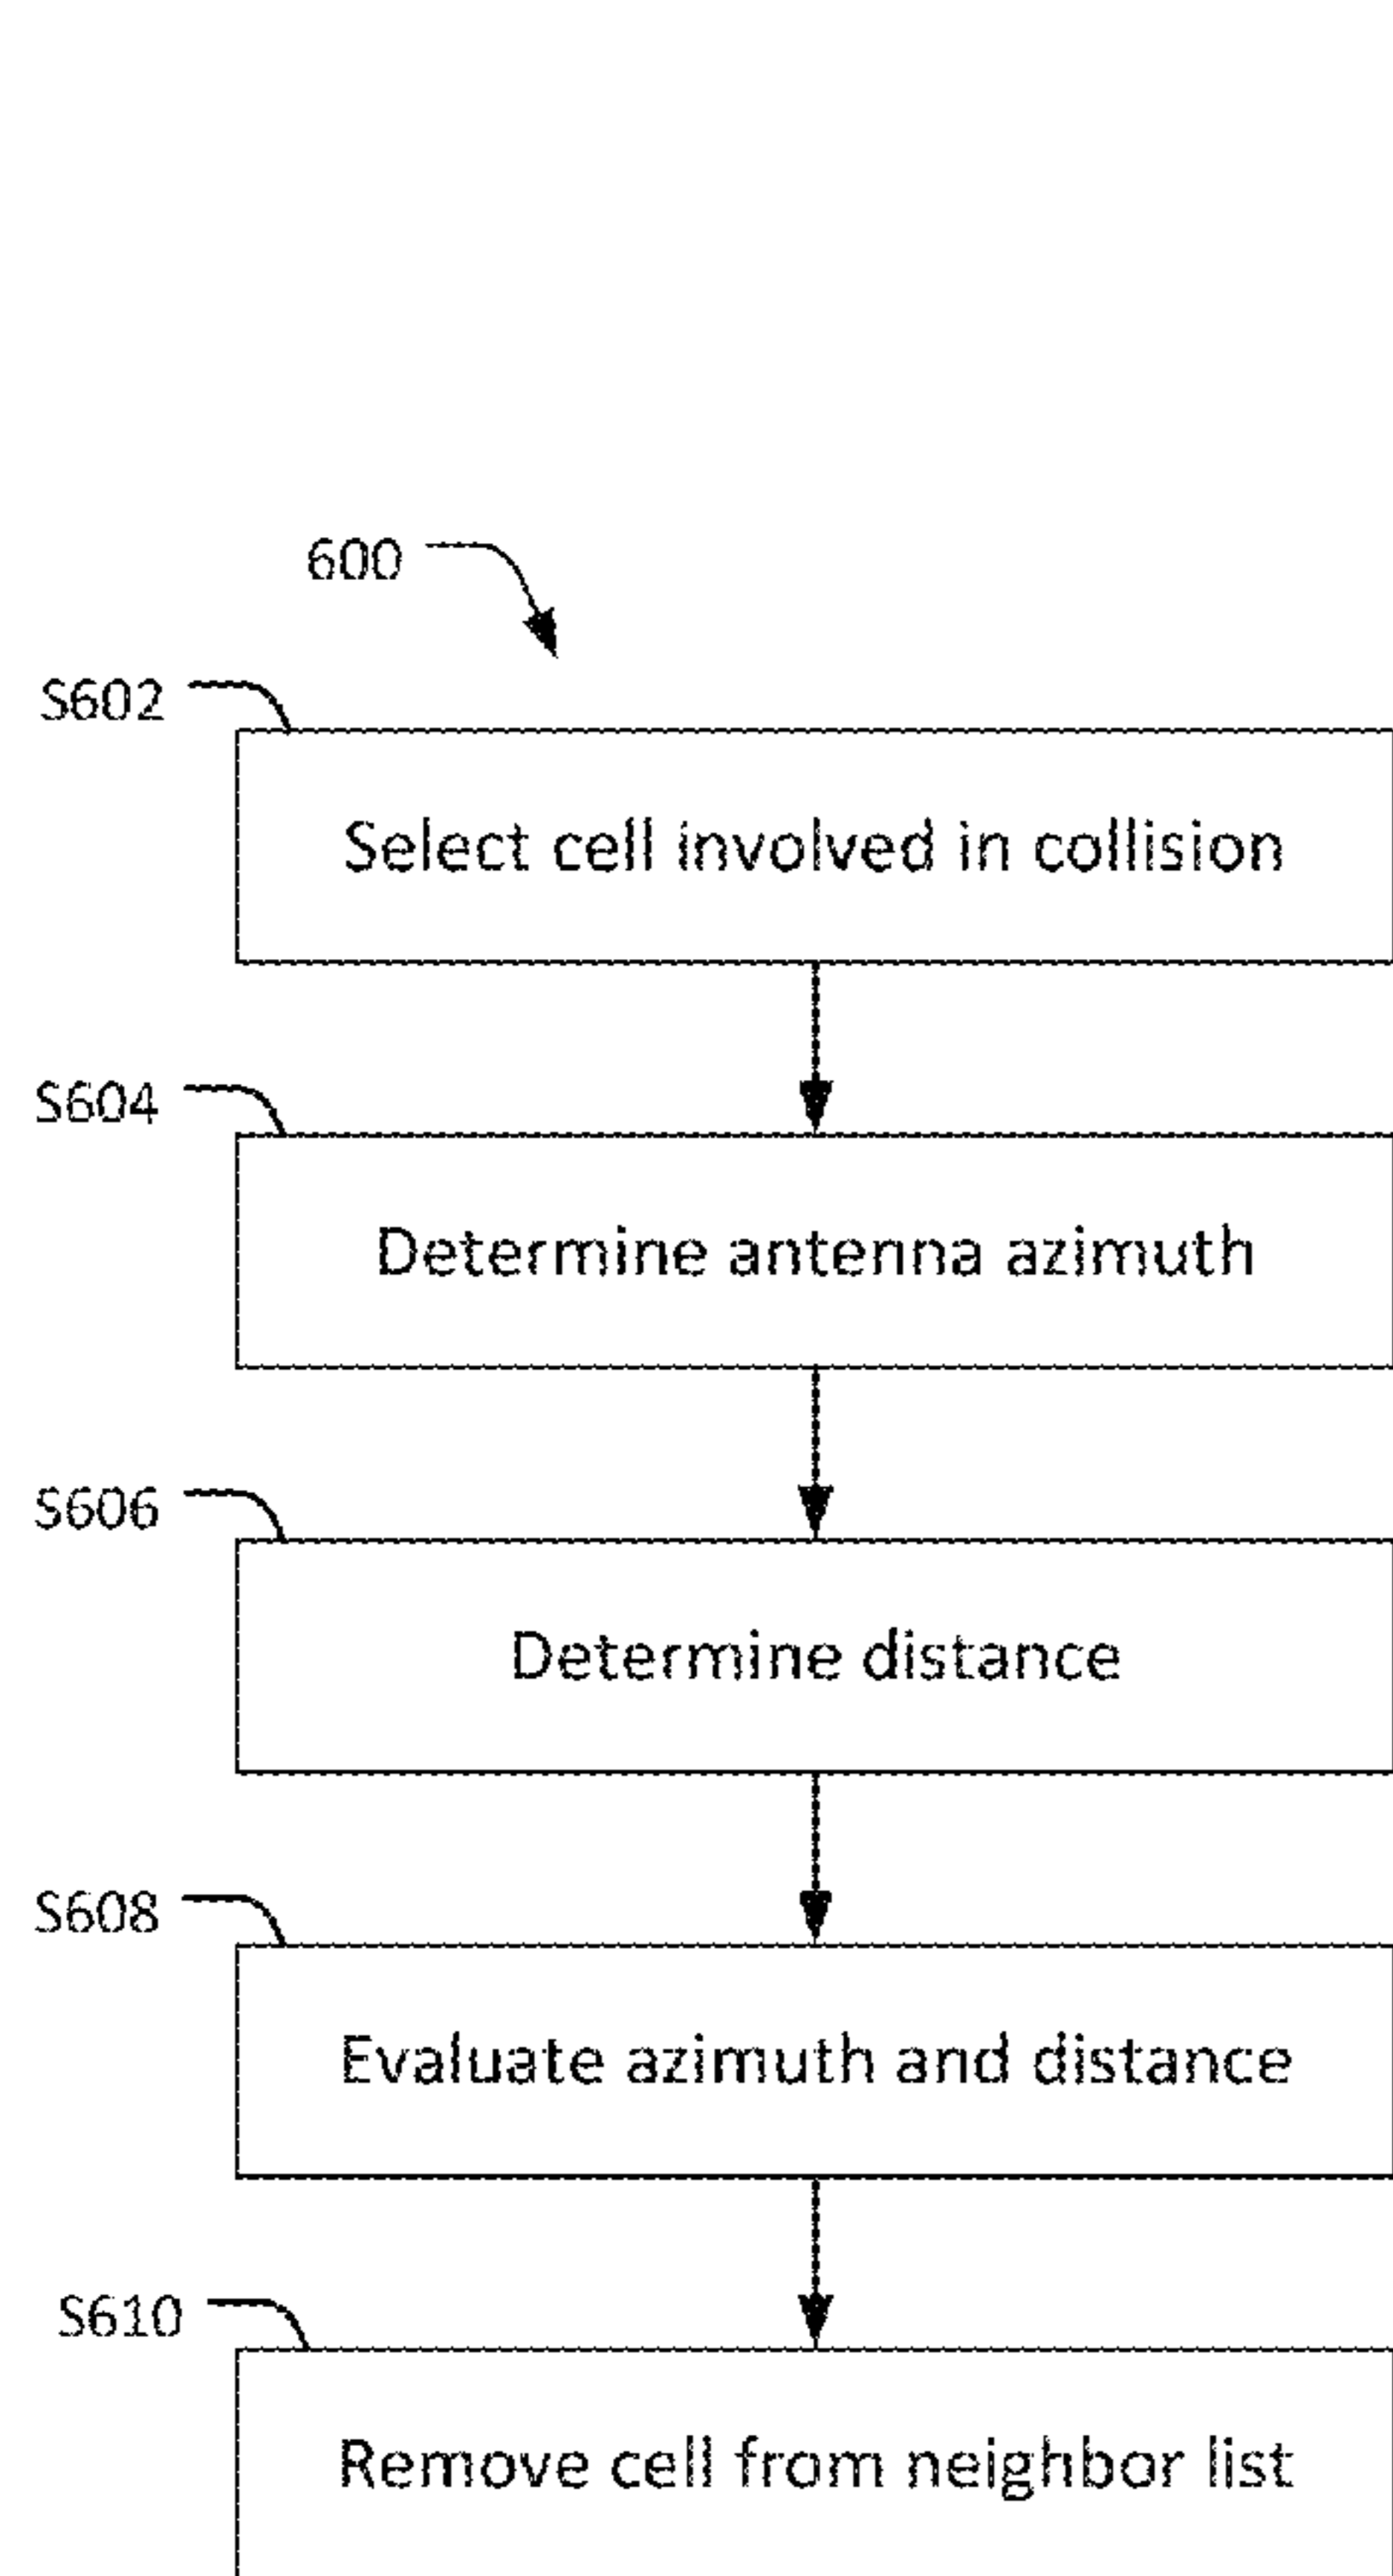 600
S602
Select cell involved in collision
S604
Determine antenna azimuth
S606
Determine distance
S608
Evaluate azimuth and distance
S610
Remove cell from neighbor list